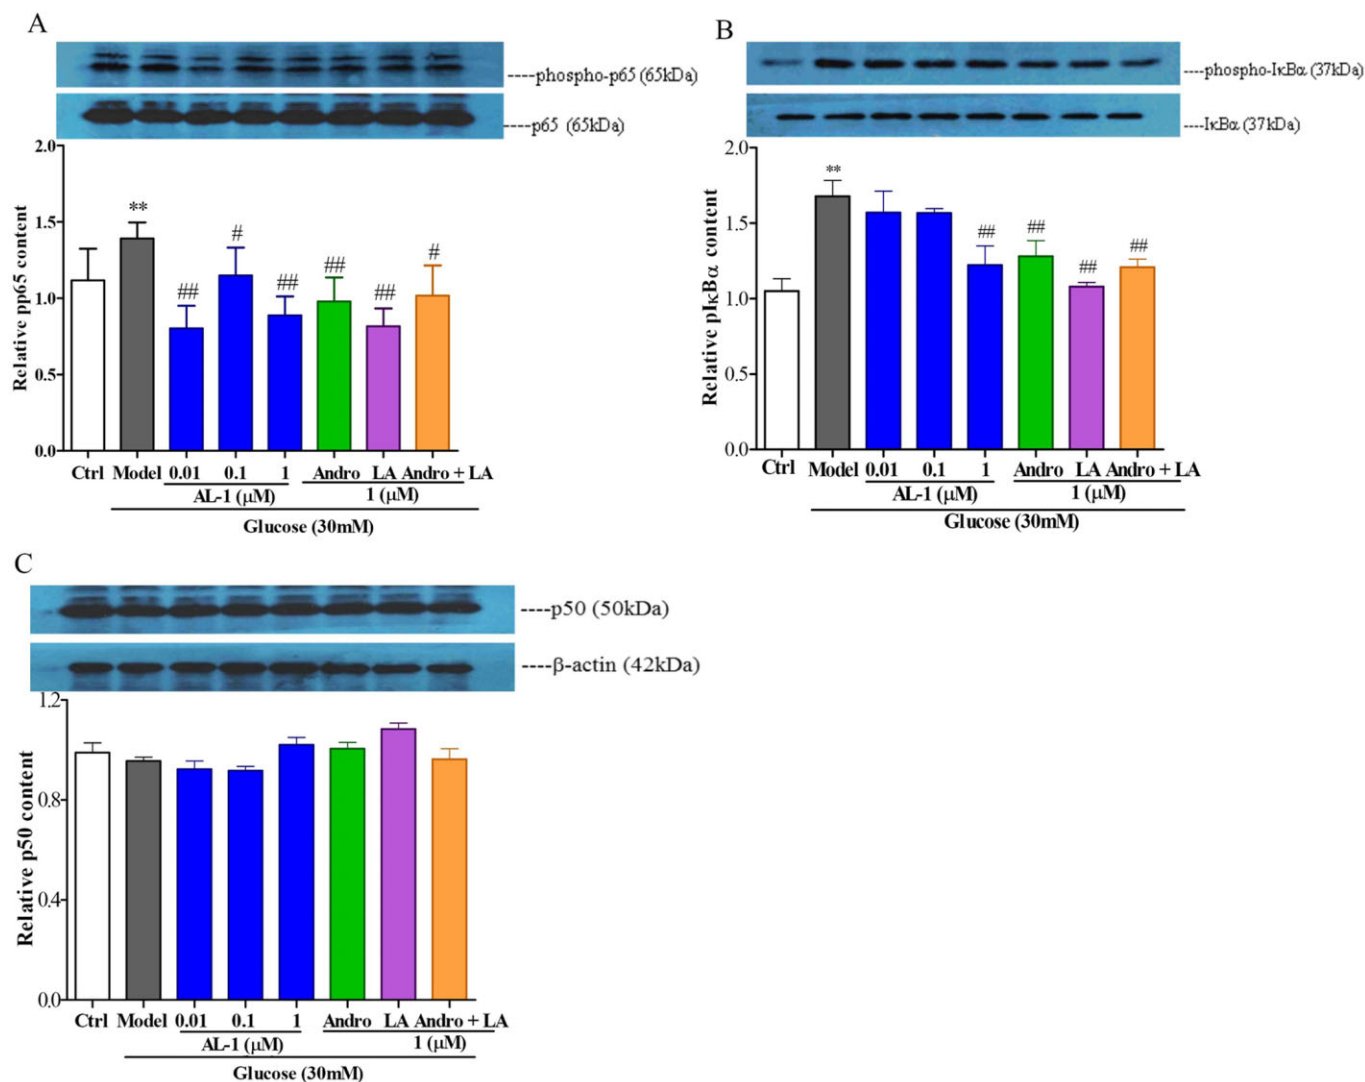 A
----phospho-p65 (65kDa)
----p65 (65kDa)
Relative pp65 content
2.0
1.5
1.0
0.5
0.0
**
##
#
##
##
##
#
Ctrl Model 0.01 0.1 1 Andro LA Andro + LA
AL-1 (μM) 1 (μM)
Glucose (30mM)
B
----phospho-IκBα (37kDa)
----IκBα (37kDa)
Relative pIκBα content
2.0
1.5
1.0
0.5
0.0
**
##
##
##
##
Ctrl Model 0.01 0.1 1 Andro LA Andro + LA
AL-1 (μM) 1 (μM)
Glucose (30mM)
C
----p50 (50kDa)
----β-actin (42kDa)
Relative p50 content
1.2
0.8
0.4
0.0
Ctrl Model 0.01 0.1 1 Andro LA Andro + LA
AL-1 (μM) 1 (μM)
Glucose (30mM)